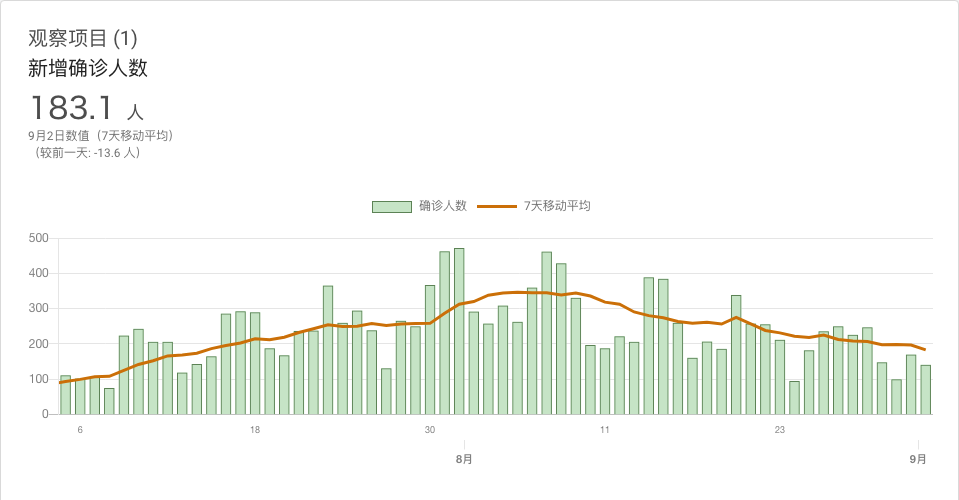 观察项目 (1)
新增确诊人数
183.1 人
9月2日数值（7天移动平均）
（较前一天: -13.6 人）
确诊人数 7天移动平均
500
400
300
200
100
0
6 18 30 11 23
8月 9月